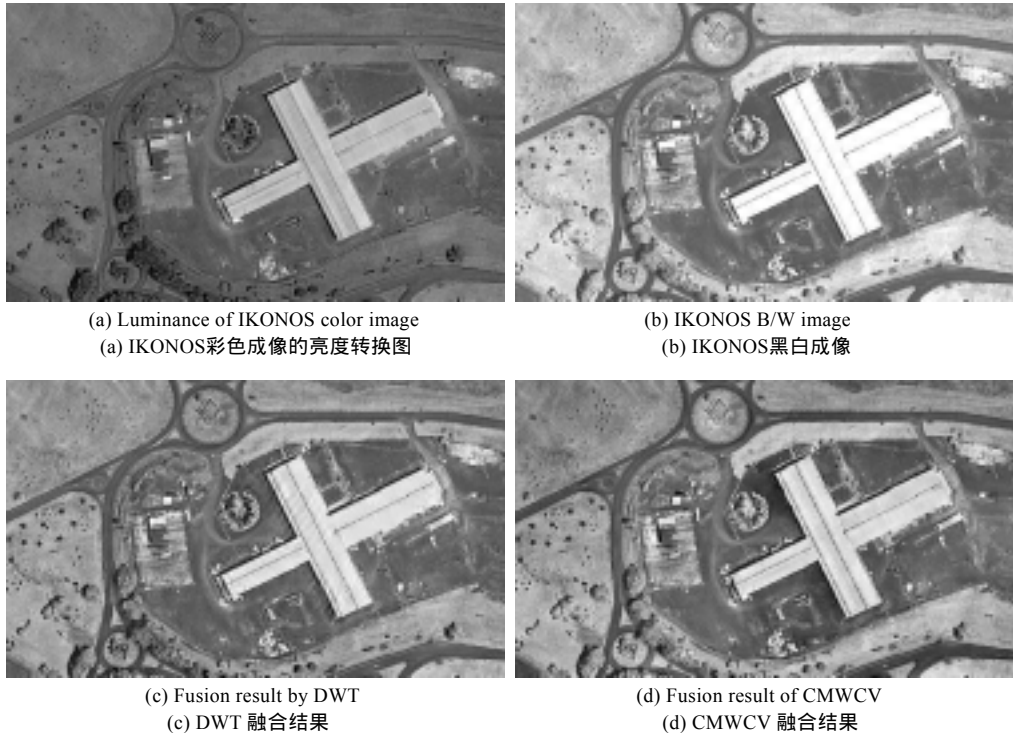 (a) Luminance of IKONOS color image
(a) IKONOS彩色成像的亮度转换图
(b) IKONOS B/W image
(b) IKONOS黑白成像
(c) Fusion result by DWT
(c) DWT 融合结果
(d) Fusion result of CMWCV
(d) CMWCV 融合结果